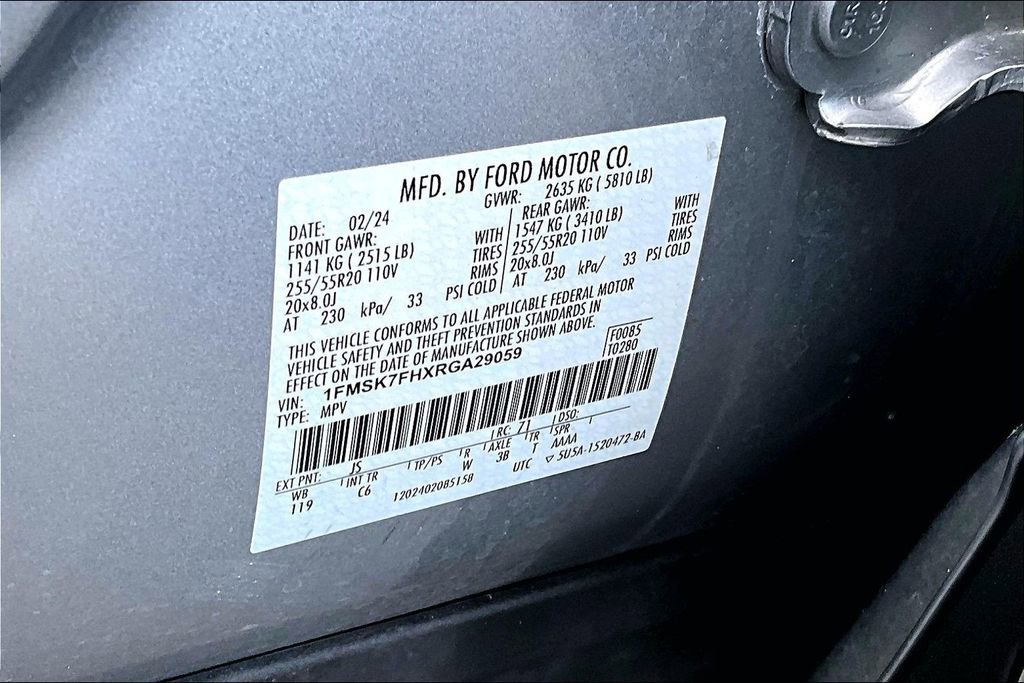 MFD. BY FORD MOTOR CO.
DATE: 02/24 GVWR: 2635 KG ( 5810 LB)
FRONT GAWR: WITH REAR GAWR: WITH
1141 KG ( 2515 LB) TIRES 1547 KG ( 3410 LB) TIRES
255/55R20 110V RIMS 255/55R20 110V RIMS
20x8.0J 20x8.0J
AT 230 kPa/ 33 PSI COLD AT 230 kPa/ 33 PSI COLD
THIS VEHICLE CONFORMS TO ALL APPLICABLE FEDERAL MOTOR
VEHICLE SAFETY AND THEFT PREVENTION STANDARDS IN
EFFECT ON THE DATE OF MANUFACTURE SHOWN ABOVE.
VIN: 1FMSK7FHXRGA29059 F0085
TYPE: MPV T0280
EXT PNT: JS RC: 71 DSO:
WB INT TR TP/PS R AXLE TR SPR
119 C6 W 3B T AAAA
1202402085158 UTC ▽ 5U5A-1520472-BA